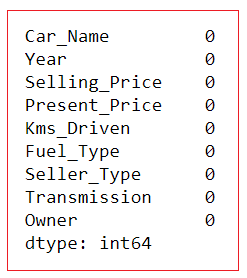 Car_Name 0
Year 0
Selling_Price 0
Present_Price 0
Kms_Driven 0
Fuel_Type 0
Seller_Type 0
Transmission 0
Owner 0
dtype: int64